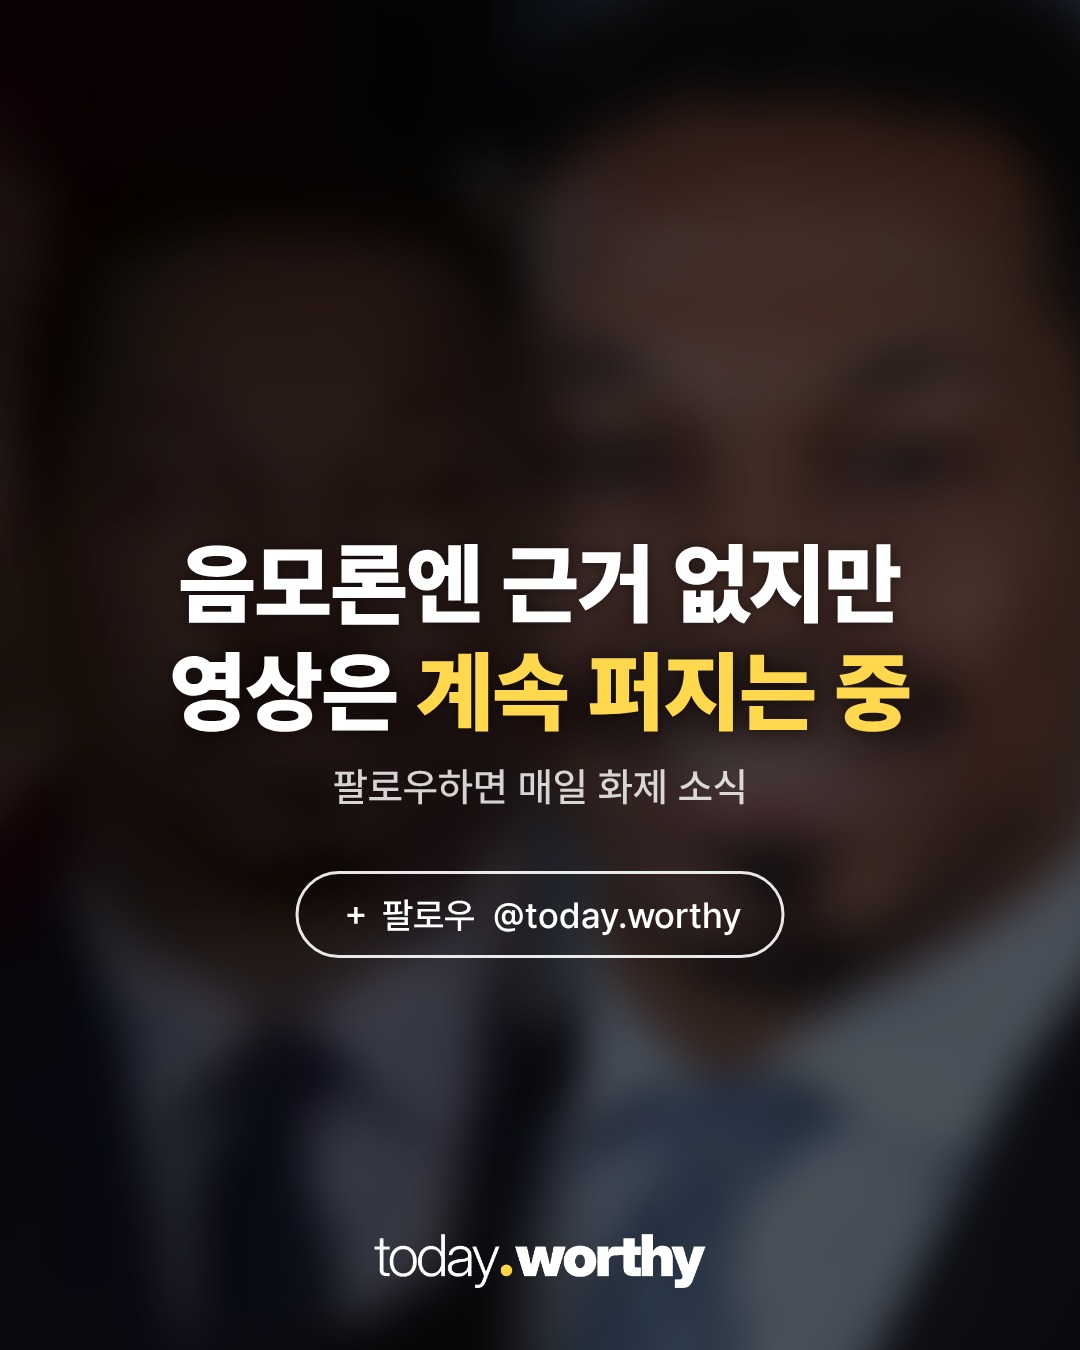 음모론엔 근거 없지만
영상은 계속 퍼지는 중
팔로우하면 매일 화제 소식
+ 팔로우 @today.worthy
today.worthy